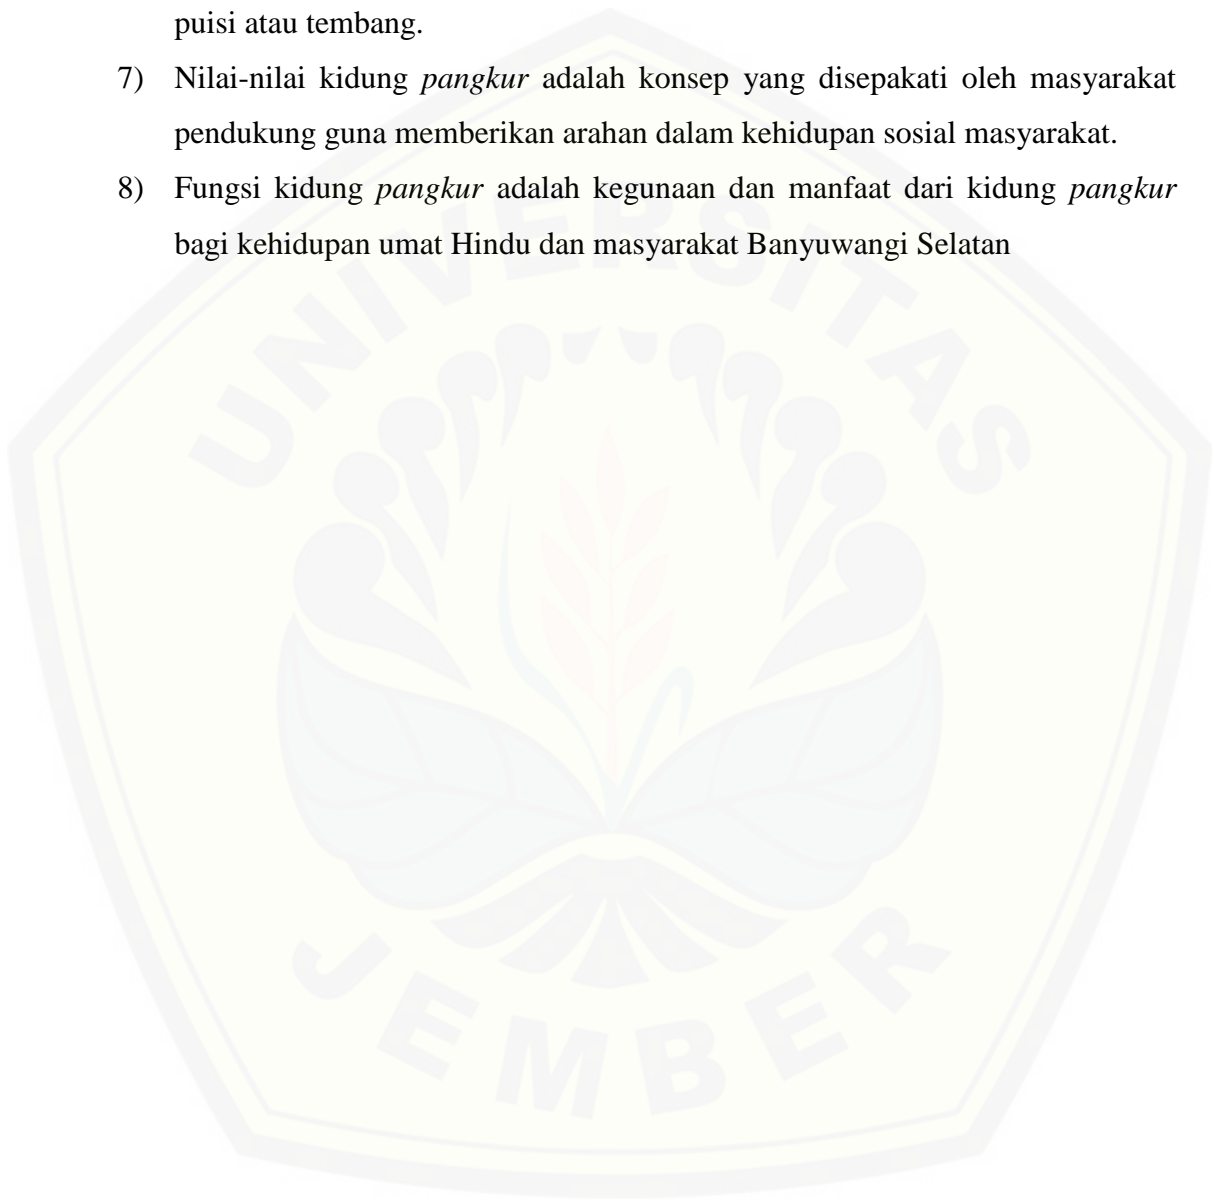 puisi atau tembang.
7) Nilai-nilai kidung pangkur adalah konsep yang disepakati oleh masyarakat
pendukung guna memberikan arahan dalam kehidupan sosial masyarakat.
8) Fungsi kidung pangkur adalah kegunaan dan manfaat dari kidung pangkur
bagi kehidupan umat Hindu dan masyarakat Banyuwangi Selatan
UNIVERSITAS
JEMBER